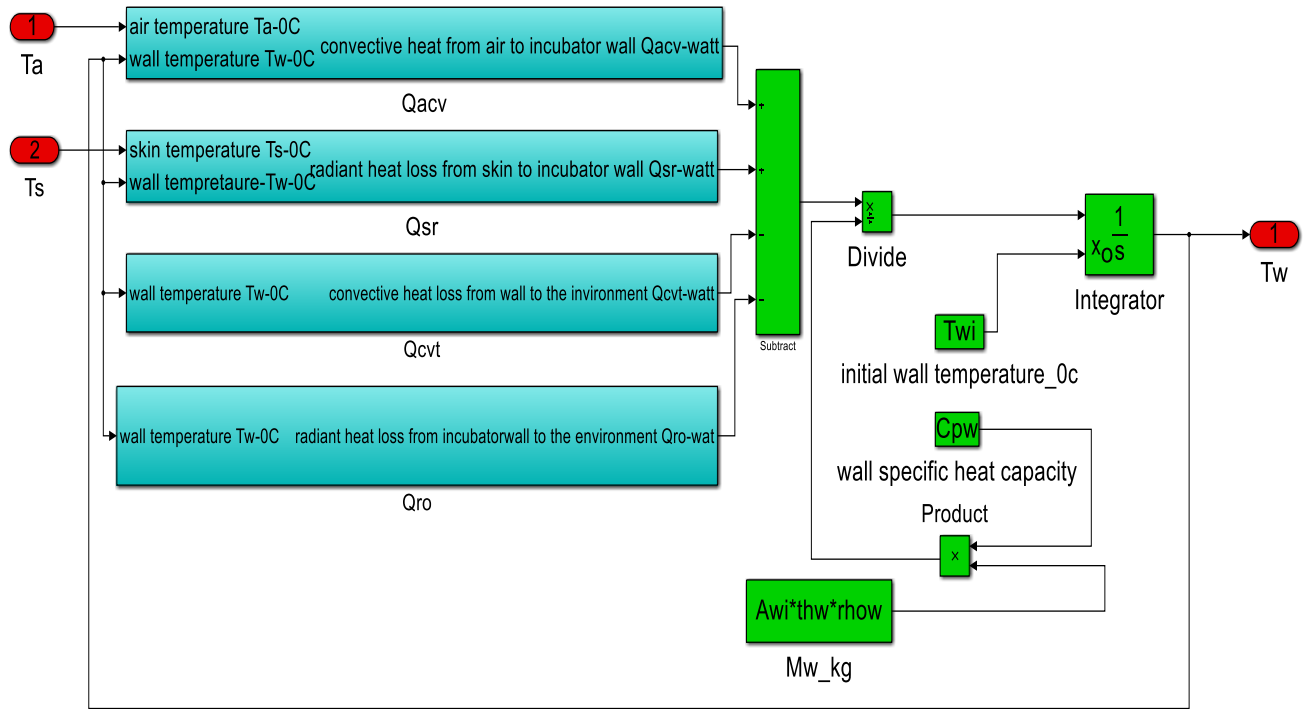 1
Ta
air temperature Ta-0C
wall temperature Tw-0C
convective heat from air to incubator wall Qacv-watt
Qacv
2
Ts
skin temperature Ts-0C
wall tempretaure-Tw-0C
radiant heat loss from skin to incubator wall Qsr-watt
Qsr
wall temperature Tw-0C
convective heat loss from wall to the invironment Qcvt-watt
Qcvt
wall temperature Tw-0C
radiant heat loss from incubatorwall to the environment Qro-wat
Qro
+
+
−
−
Subtract
×
÷
Divide
1
s
xo
Integrator
1
Tw
Twi
initial wall temperature_0c
Cpw
wall specific heat capacity
Product
×
Awi*thw*rhow
Mw_kg